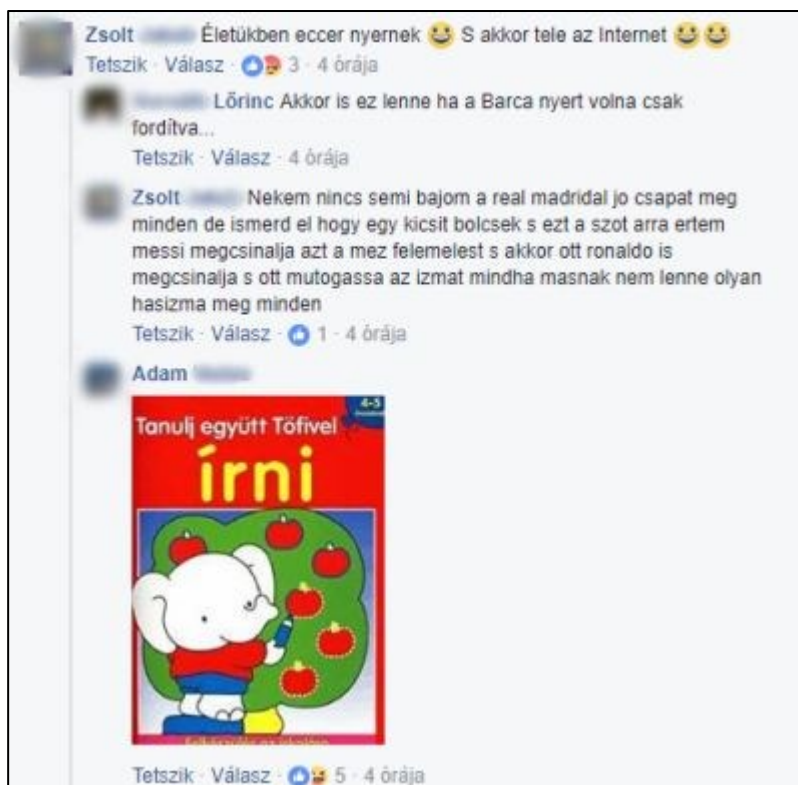 Zsolt Életükben eccer nyernek 😀 S akkor tele az Internet 😀 😀
Tetszik · Válasz · 3 · 4 órája
Lőrinc Akkor is ez lenne ha a Barca nyert volna csak
fordítva...
Tetszik · Válasz · 4 órája
Zsolt Nekem nincs semi bajom a real madridal jo csapat meg
minden de ismerd el hogy egy kicsit bolcsek s ezt a szot arra ertem
messi megcsinalja azt a mez felemelest s akkor ott ronaldo is
megcsinalja s ott mutogassa az izmat mindha masnak nem lenne olyan
hasizma meg minden
Tetszik · Válasz · 1 · 4 órája
Adam
4-5
Tanulj együtt Töfivel
írni
Tetszik · Válasz · 5 · 4 órája